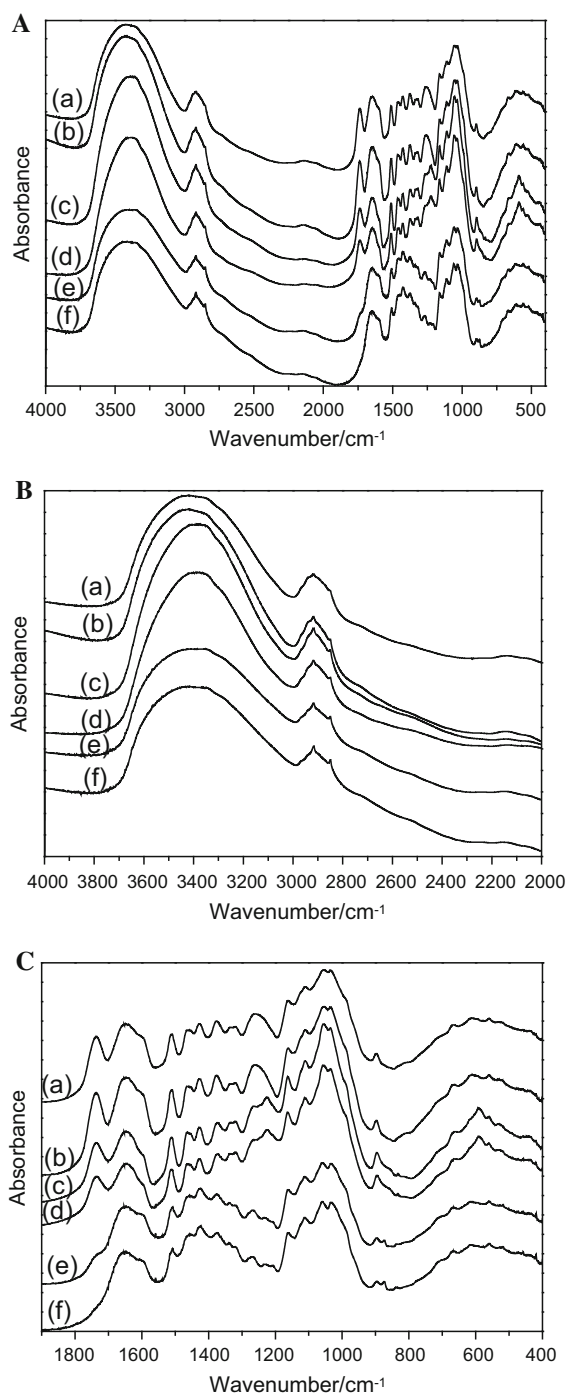 A
(a)
(b)
(c)
(d)
(e)
(f)
Absorbance
4000 3500 3000 2500 2000 1500 1000 500
Wavenumber/cm-1
B
(a)
(b)
(c)
(d)
(e)
(f)
Absorbance
4000 3800 3600 3400 3200 3000 2800 2600 2400 2200 2000
Wavenumber/cm-1
C
(a)
(b)
(c)
(d)
(e)
(f)
Absorbance
1800 1600 1400 1200 1000 800 600 400
Wavenumber/cm-1